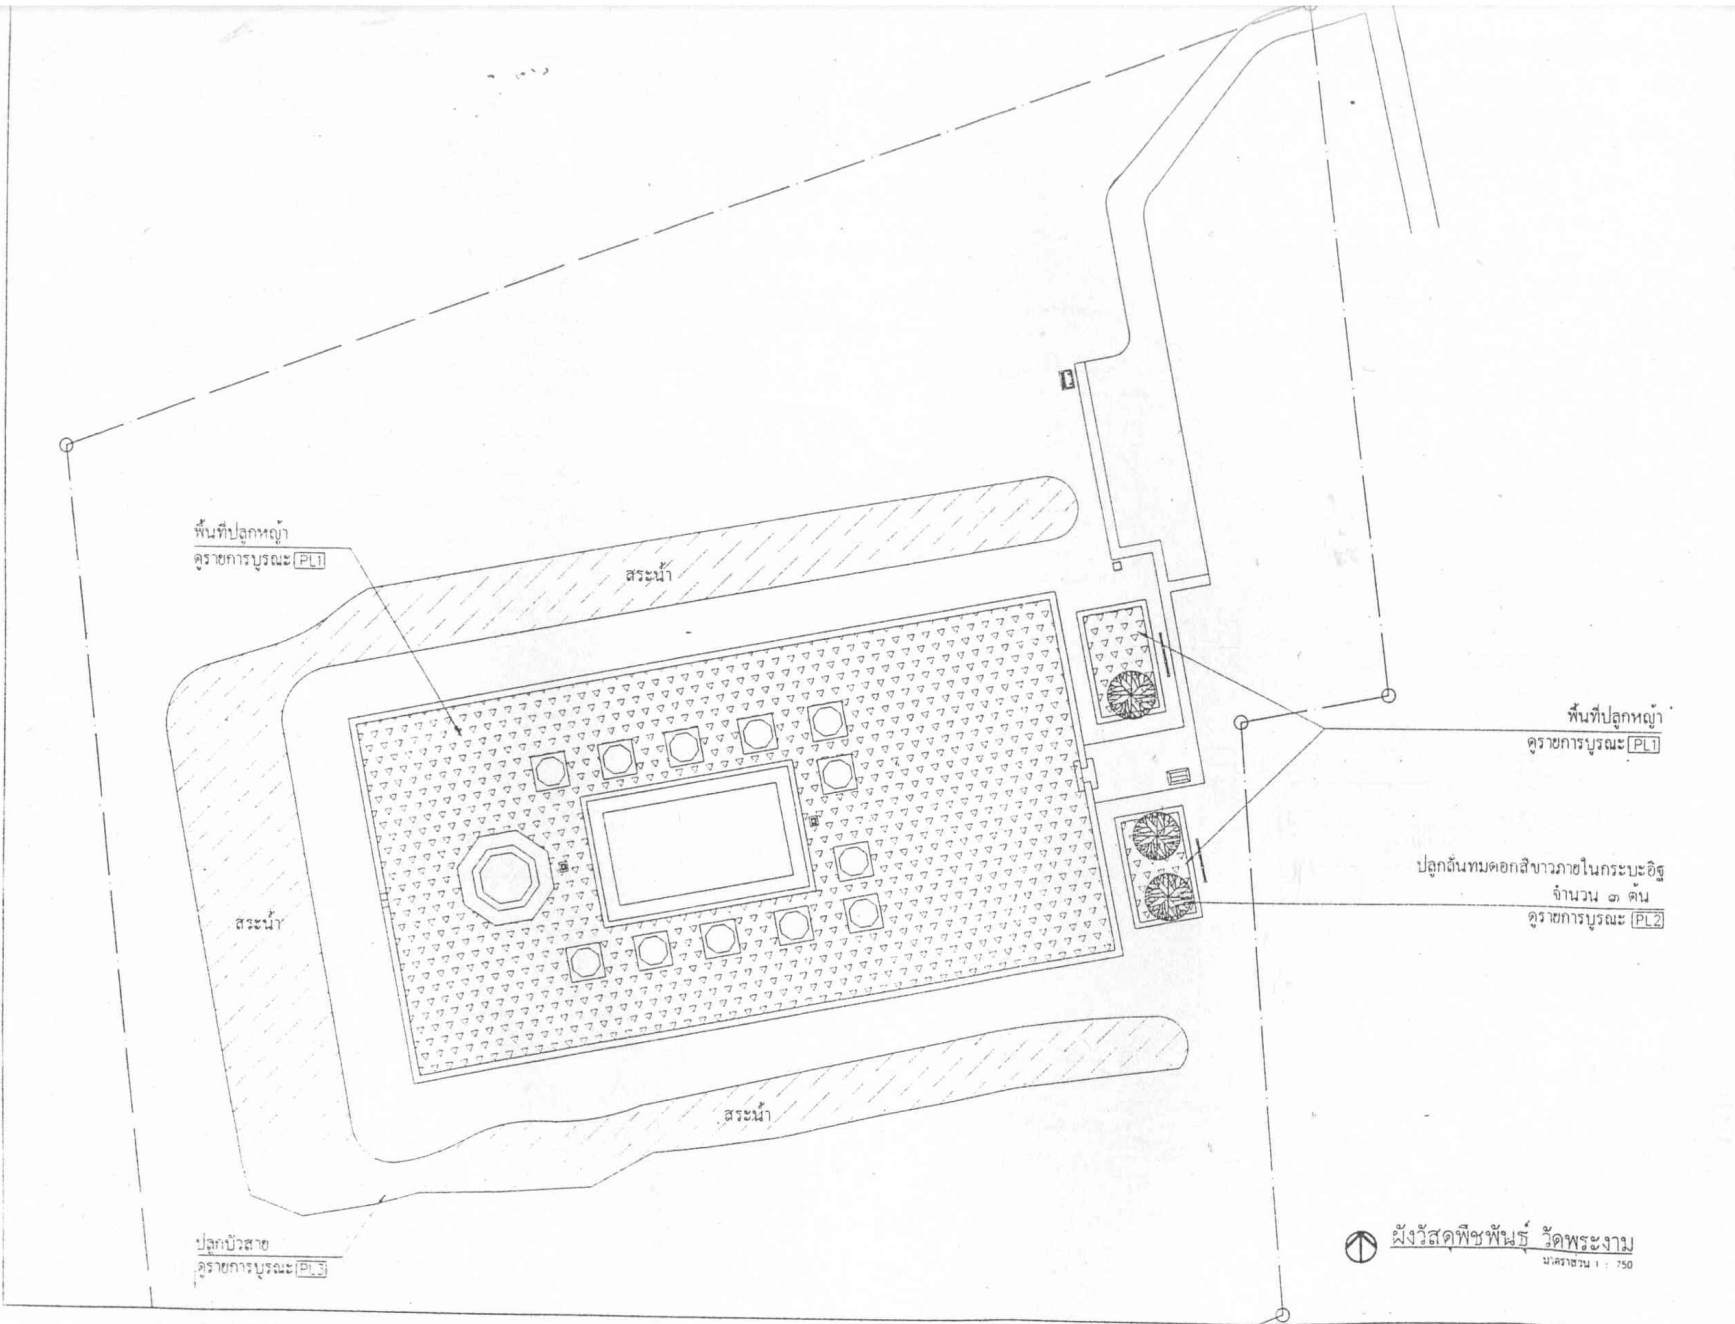 พื้นที่ปลูกหญ้า
ดูรายการบูรณะ PL1
สระน้ำ
พื้นที่ปลูกหญ้า
ดูรายการบูรณะ PL1
ปลูกลั่นทมดอกสีขาวภายในกระบะอิฐ
จำนวน ๓ ต้น
ดูรายการบูรณะ PL2
สระน้ำ
สระน้ำ
ปลูกบัวสาย
ดูรายการบูรณะ PL3
ผังวัสดุพืชพันธุ์ วัดพระงาม
มาตราส่วน 1 : 750